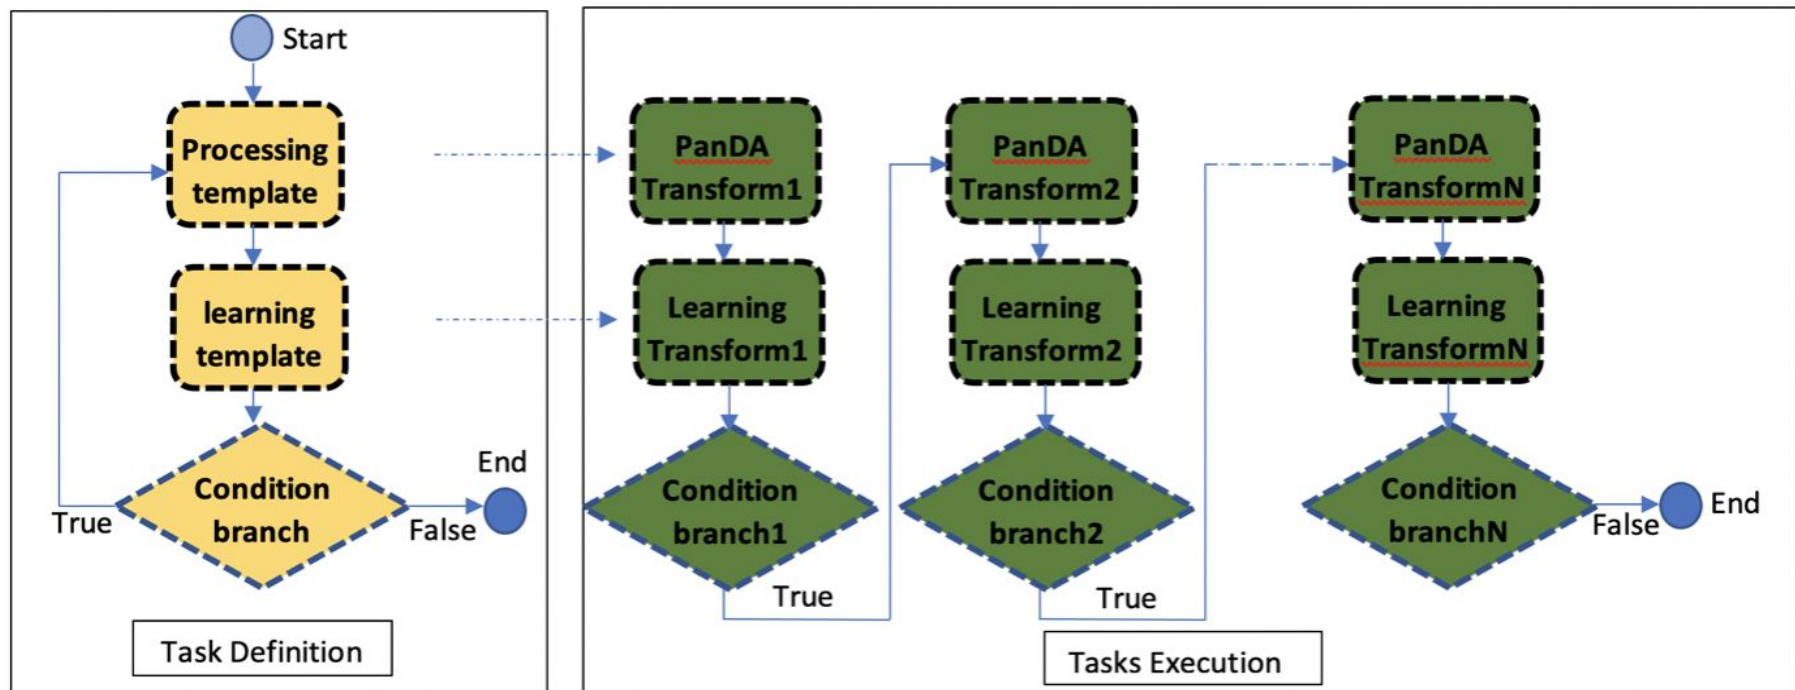 Start
Processing
template
learning
template
Condition
branch
True
False
End
Task Definition
PanDA
Transform1
Learning
Transform1
Condition
branch1
True
PanDA
Transform2
Learning
Transform2
Condition
branch2
True
PanDA
TransformN
Learning
TransformN
Condition
branchN
False
End
Tasks Execution